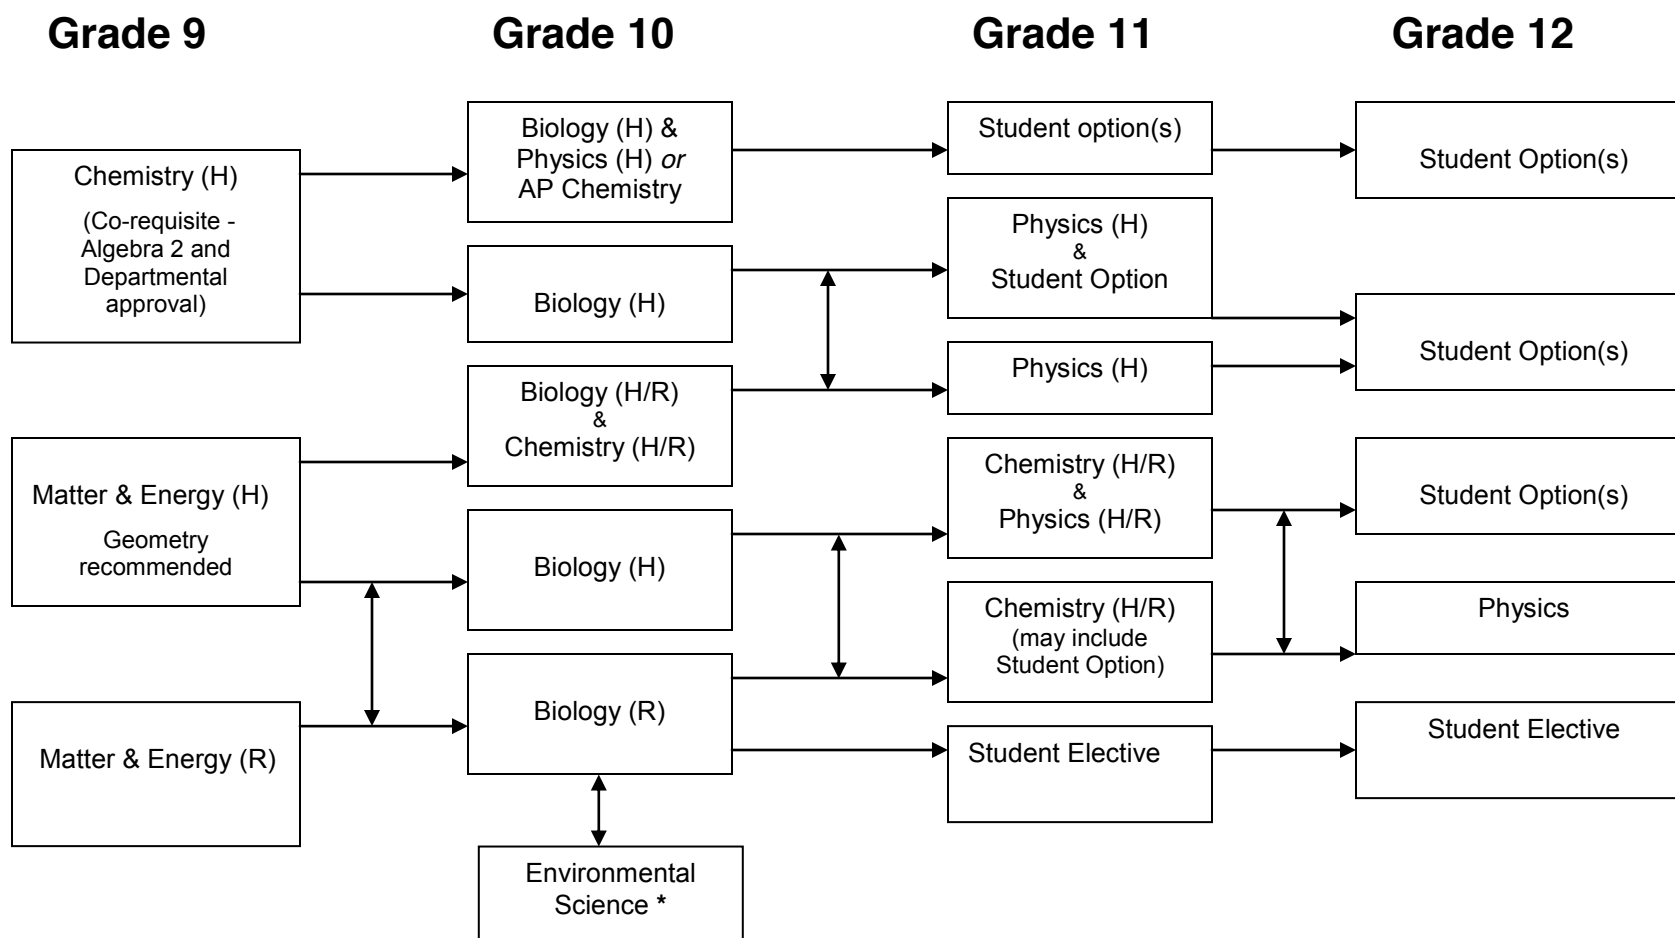 Grade 9
Grade 10
Grade 11
Grade 12
Chemistry (H)
(Co-requisite -
Algebra 2 and
Departmental
approval)
Matter & Energy (H)
Geometry
recommended
Matter & Energy (R)
Biology (H) &
Physics (H) or
AP Chemistry
Biology (H)
Biology (H/R)
&
Chemistry (H/R)
Biology (H)
Biology (R)
Environmental
Science *
Student option(s)
Physics (H)
&
Student Option
Physics (H)
Chemistry (H/R)
&
Physics (H/R)
Chemistry (H/R)
(may include
Student Option)
Student Elective
Student Option(s)
Student Option(s)
Student Option(s)
Physics
Student Elective